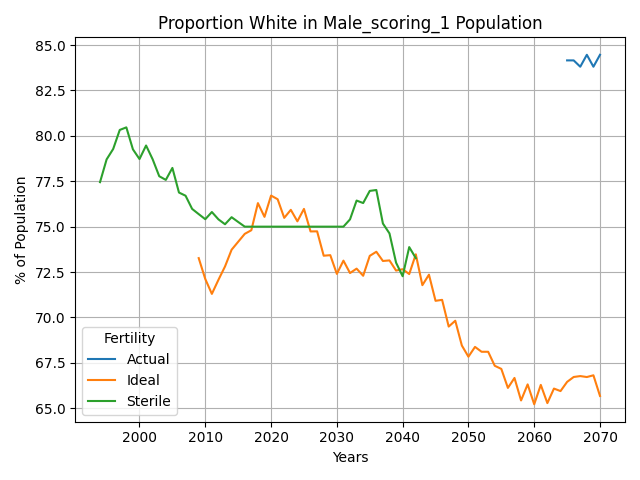 Proportion White in Male_scoring_1 Population
% of Population
85.0
82.5
80.0
77.5
75.0
72.5
70.0
67.5
65.0
Fertility
Actual
Ideal
Sterile
2000
2010
2020
2030
2040
2050
2060
2070
Years